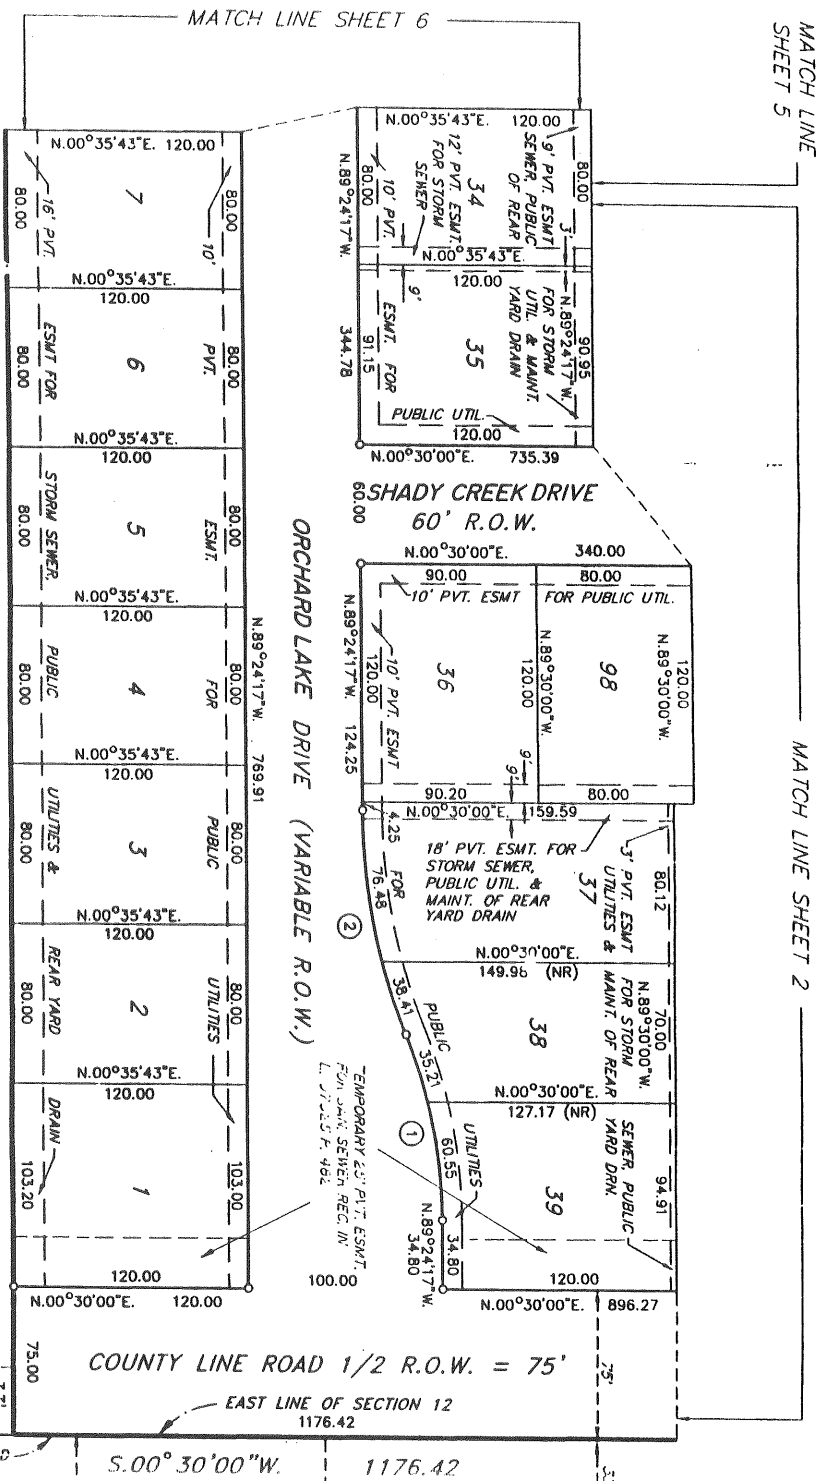 MATCH LINE SHEET 6
MATCH LINE
SHEET 5
MATCH LINE SHEET 2
N.00°35'43"E. 120.00
7
80.00
10'
16' PVT.
80.00
N.00°35'43"E.
120.00
6
80.00
PVT.
ESMT FOR
80.00
N.00°35'43"E.
120.00
5
80.00
ESMT.
STORM SEWER,
80.00
N.00°35'43"E.
120.00
4
80.00
FOR
PUBLIC
80.00
N.00°35'43"E.
120.00
3
80.00
PUBLIC
UTILITIES &
80.00
N.00°35'43"E.
120.00
2
80.00
UTILITIES
REAR YARD
80.00
N.00°35'43"E.
120.00
1
103.00
DRAIN
103.20
120.00
N.00°30'00"E. 120.00
N.89°24'17"W. 769.91
N.00°35'43"E. 120.00
80.00
9' PVT. ESMT
SEWER, PUBLIC
OF REAR
34
12' PVT. ESMT.
FOR STORM
SEWER
3'
10' PVT.
80.00
N.89°24'17"W.
344.78
N.00°35'43"E.
120.00
9'
90.95
N.89°24'17"W.
FOR STORM
UTIL. & MAINT.
YARD DRAIN
35
ESMT. FOR
91.15
PUBLIC UTIL.
120.00
N.00°30'00"E. 735.39
SHADY CREEK DRIVE
60' R.O.W.
60.00
ORCHARD LAKE DRIVE (VARIABLE R.O.W.)
N.00°30'00"E. 340.00
90.00
80.00
10' PVT. ESMT
FOR PUBLIC UTIL.
36
98
120.00
N.89°30'00"W.
120.00
N.89°30'00"W.
10' PVT. ESMT
120.00
N.89°24'17"W. 124.25
9'
9'
90.20
80.00
N.00°30'00"E. 159.59
18' PVT. ESMT. FOR
STORM SEWER,
PUBLIC UTIL. &
MAINT. OF REAR
YARD DRAIN
37
80.12
3' PVT. ESMT
UTILITIES &
4.25
FOR
76.48
2
N.00°30'00"E.
149.98 (NR)
38
70.00
N.89°30'00"W.
FOR STORM
MAINT. OF REAR
38.41
PUBLIC
35.21
N.00°30'00"E.
127.17 (NR)
39
94.91
SEWER, PUBLIC
YARD DRN.
1
60.55
UTILITIES
34.80
N.89°24'17"W.
34.80
120.00
N.00°30'00"E. 896.27
TEMPORARY 25' PVT. ESMT.
FOR SAN. SEWER REC. IN
P. 462
100.00
75.00
COUNTY LINE ROAD 1/2 R.O.W. = 75'
75'
EAST LINE OF SECTION 12
1176.42
S.00°30'00"W. 1176.42